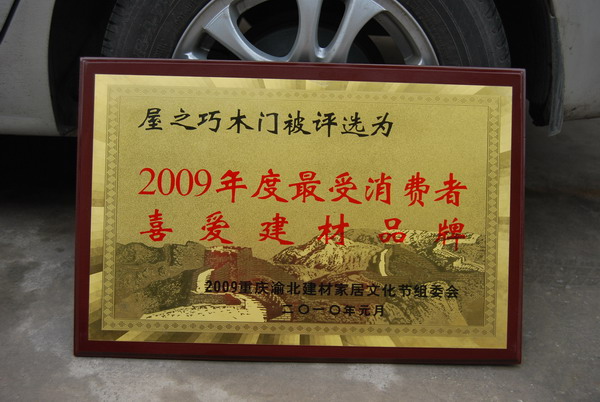 屋之巧木门被评选为
2009年度最受消费者
喜爱建材品牌
2009重庆渝北建材家居文化节组委会
二〇一〇年元月